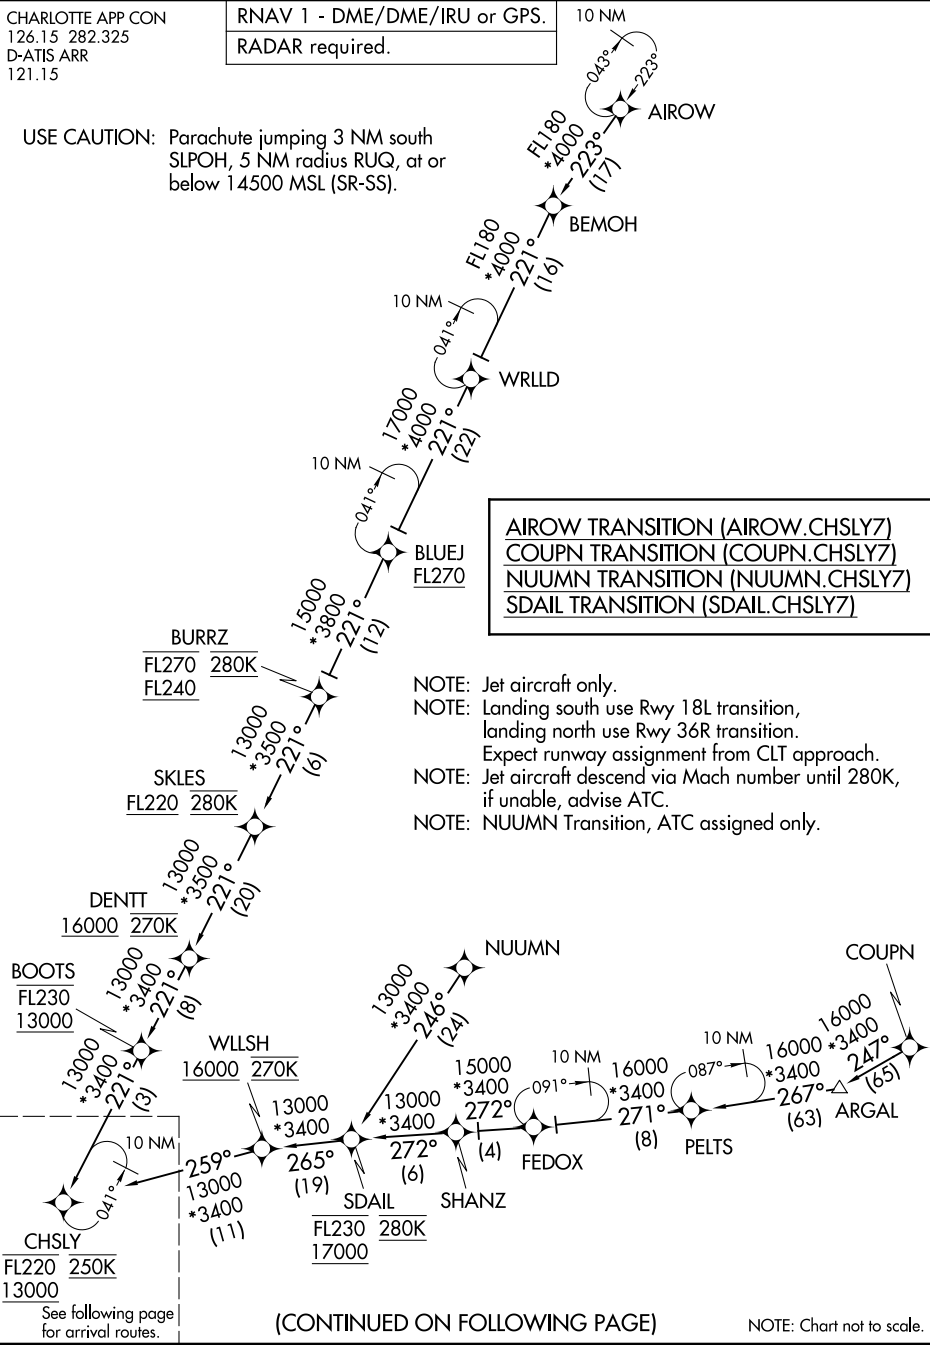 CHARLOTTE APP CON
126.15 282.325
D-ATIS ARR
121.15
RNAV 1 - DME/DME/IRU or GPS.
RADAR required.
10 NM
043°
223°
AIROW
USE CAUTION: Parachute jumping 3 NM south
SLPOH, 5 NM radius RUQ, at or
below 14500 MSL (SR-SS).
FL180
*4000
223°
(17)
BEMOH
FL180
*4000
221°
(16)
10 NM
041°
WRLLD
17000
*4000
221°
(22)
10 NM
041°
BLUEJ
FL270
AIROW TRANSITION (AIROW.CHSLY7)
COUPN TRANSITION (COUPN.CHSLY7)
NUUMN TRANSITION (NUUMN.CHSLY7)
SDAIL TRANSITION (SDAIL.CHSLY7)
15000
*3800
221°
(12)
BURRZ
FL270 280K
FL240
NOTE: Jet aircraft only.
NOTE: Landing south use Rwy 18L transition,
landing north use Rwy 36R transition.
Expect runway assignment from CLT approach.
NOTE: Jet aircraft descend via Mach number until 280K,
if unable, advise ATC.
NOTE: NUUMN Transition, ATC assigned only.
13000
*3500
221°
(6)
SKLES
FL220 280K
13000
*3500
221°
(20)
DENTT
16000 270K
13000
*3400
221°
(8)
BOOTS
FL230
13000
13000
*3400
221°
(3)
NUUMN
13000
*3400
246°
(24)
COUPN
16000
*3400
247°
(65)
ARGAL
16000
*3400
267°
(63)
10 NM
087°
PELTS
16000
*3400
271°
(8)
10 NM
091°
FEDOX
15000
*3400
272°
(4)
SHANZ
13000
*3400
272°
(6)
SDAIL
FL230 280K
17000
13000
*3400
265°
(19)
WLLSH
16000 270K
259°
13000
*3400
(11)
10 NM
041°
CHSLY
FL220 250K
13000
See following page
for arrival routes.
(CONTINUED ON FOLLOWING PAGE)
NOTE: Chart not to scale.